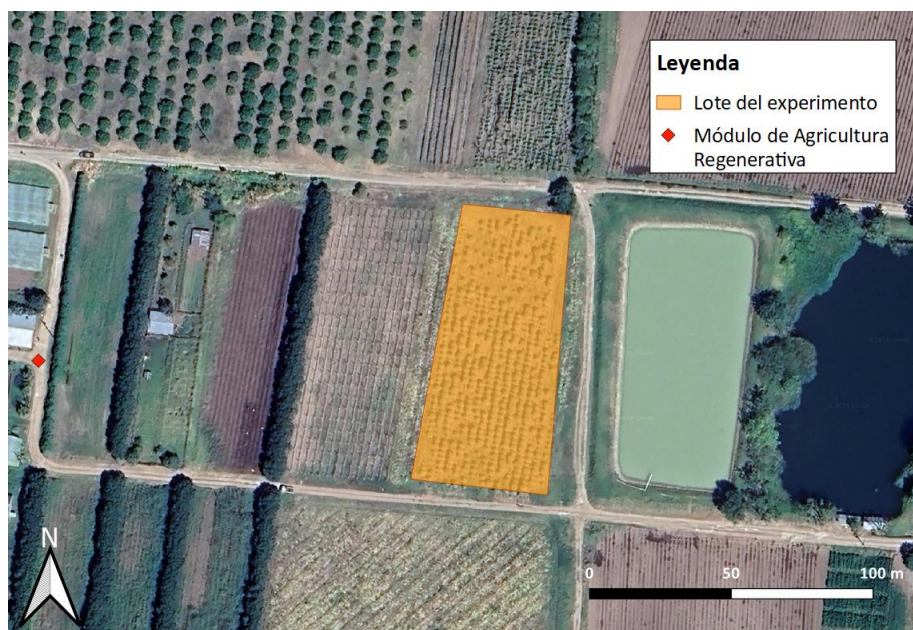 Leyenda
Lote del experimento
Módulo de Agricultura
Regenerativa
N
0 50 100 m